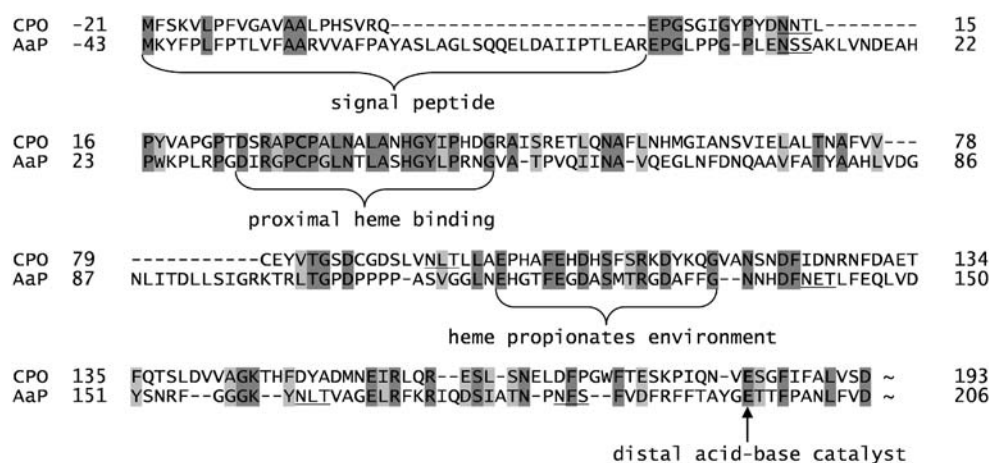 CPO -21 MFSKVLPFVGAVAALPHSVRQ-----------------------EPGSGIGYPYDNNTL------ 15
AaP -43 MKYFPLFPTLVFAARVVAFPAYASLAGLSQQELDAIIPTLEAREPGLPPG-PLENSSAKLVNDEAH 22
signal peptide
CPO 16 PYVAPGPTDSRAPCPALNALANHGYIPHDGRAISRETLQNAFLNHMGIANSVIELALTNAFVV--- 78
AaP 23 PWKPLRPGDIRGPCPGLNTLASHGYLPRNGVA-TPVQIINA-VQEGLNFDNQAAVFATYAAHLVDG 86
proximal heme binding
CPO 79 -----------CEYVTGSDCGDSLVNLTLLAEPHAFEHDHSFSRKDYKQGVANSNDFIDNRNFDAET 134
AaP 87 NLITDLLSIGRKTRLTGPDPPPP-ASVGGLNEHGTFEGDASMTRGDAFFG--NNHDFNETLFEQLVD 150
heme propionates environment
CPO 135 FQTSLDVVAGKTHFDYADMNEIRLQR--ESL-SNELDFPGWFTESKPIQN-VESGFIFALVSD ~ 193
AaP 151 YSNRF--GGGK-YNLTVAGELRFKRIQDSIATN-PNFS--FVDFRFFTAYGETTFPANLFVD ~ 206
distal acid-base catalyst